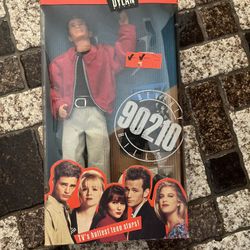 DYLAN
BEVERLY
90210
HILLS
TV's hottest teen stars!